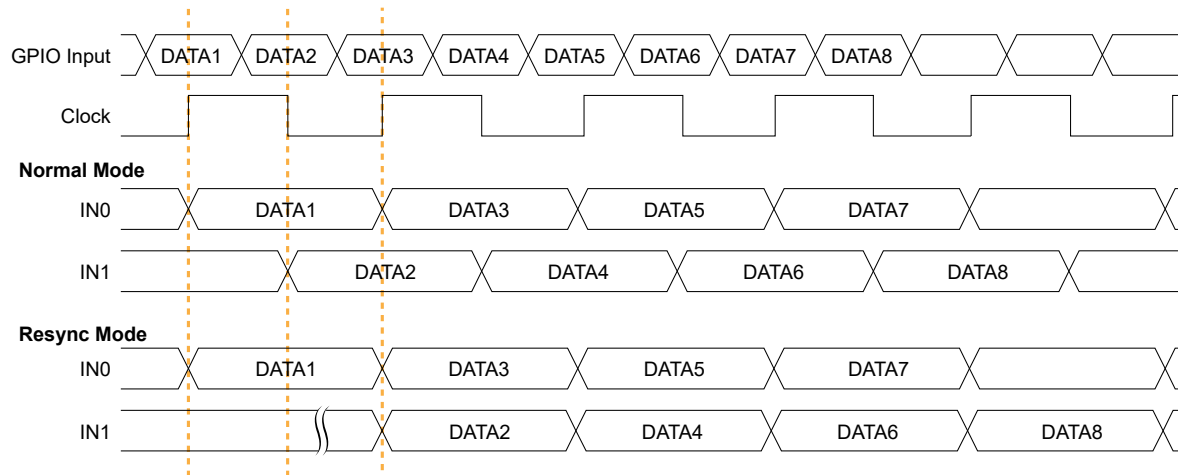 GPIO Input DATA1 DATA2 DATA3 DATA4 DATA5 DATA6 DATA7 DATA8
Clock
Normal Mode
IN0 DATA1 DATA3 DATA5 DATA7
IN1 DATA2 DATA4 DATA6 DATA8
Resync Mode
IN0 DATA1 DATA3 DATA5 DATA7
IN1 DATA2 DATA4 DATA6 DATA8